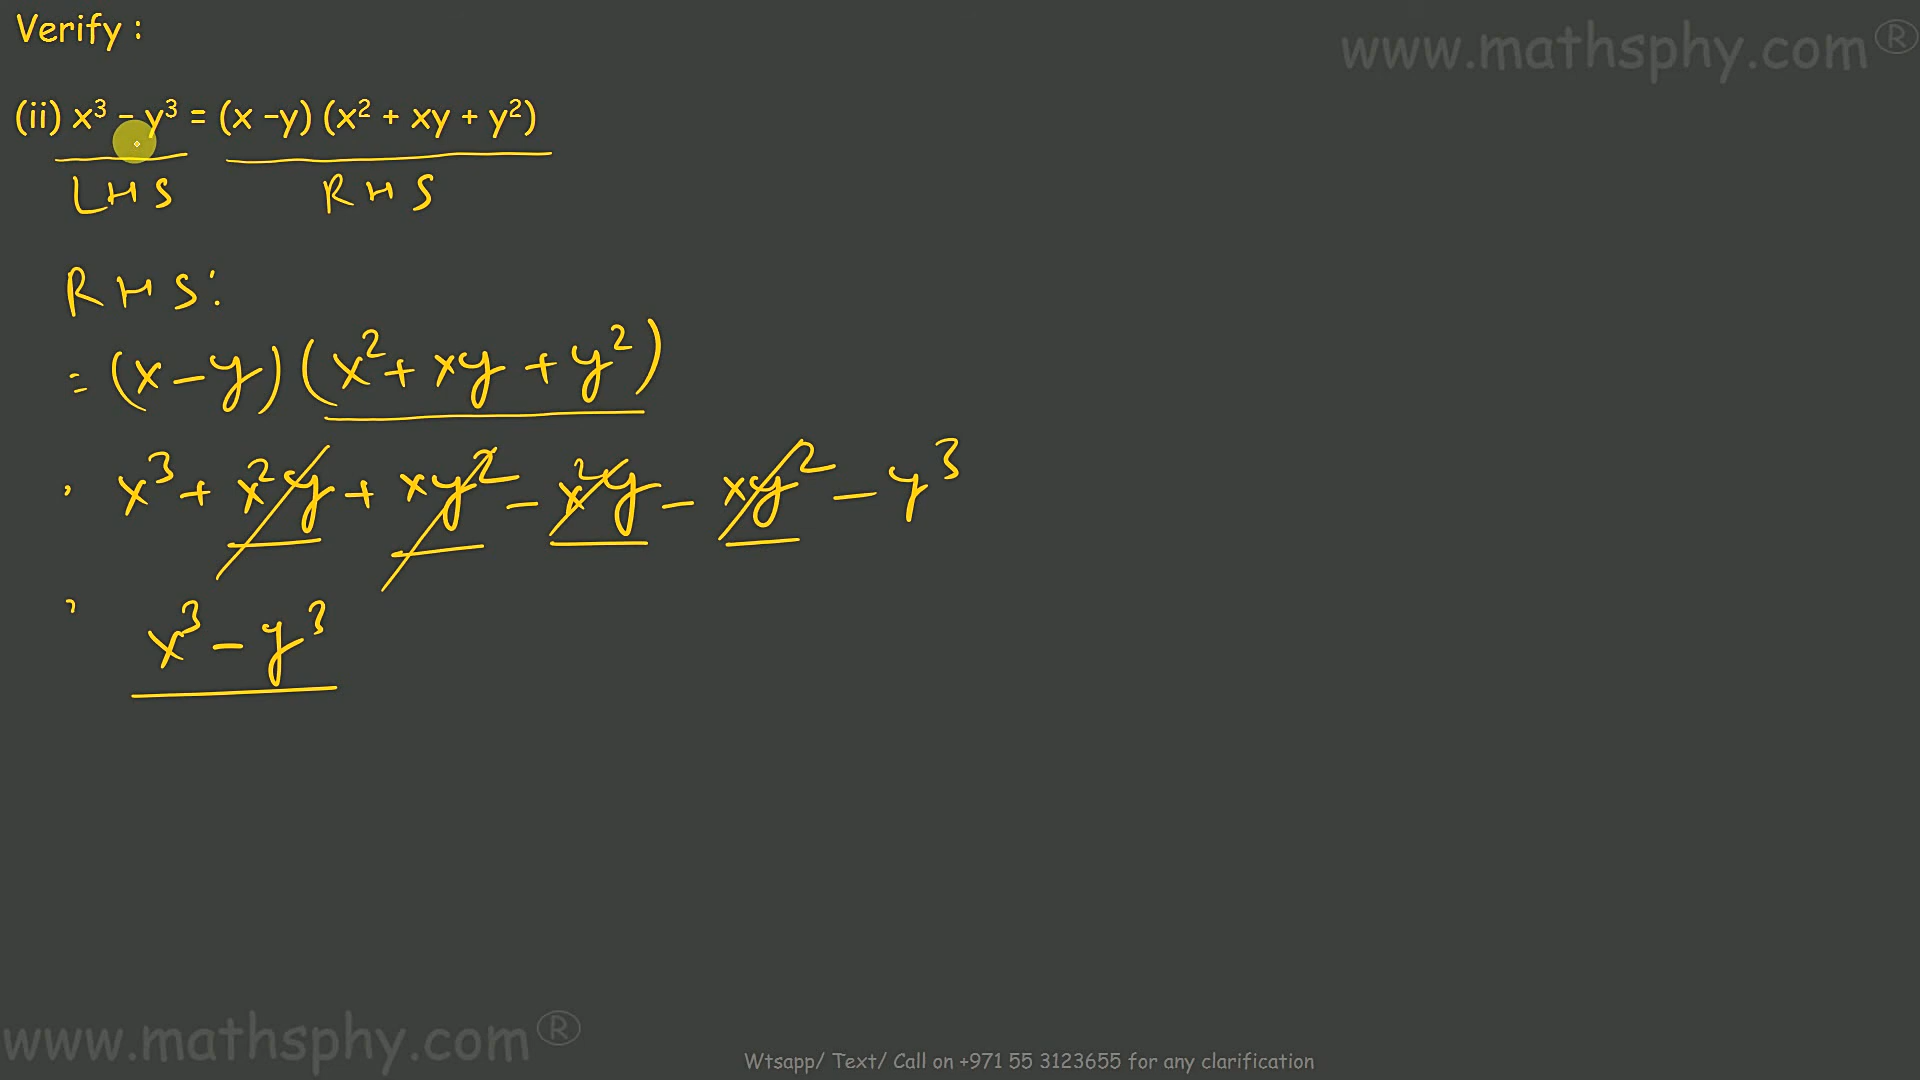 Verify :
www.mathsphy.com®
(ii) x³ – y³ = (x –y) (x² + xy + y²)
LHS RHS
RHS:
= (x – y) (x² + xy + y²)
, x³ + x²y + xy² – x²y – xy² – y³
, x³ – y³
www.mathsphy.com®
Wtsapp/ Text/ Call on +971 55 3123655 for any clarification